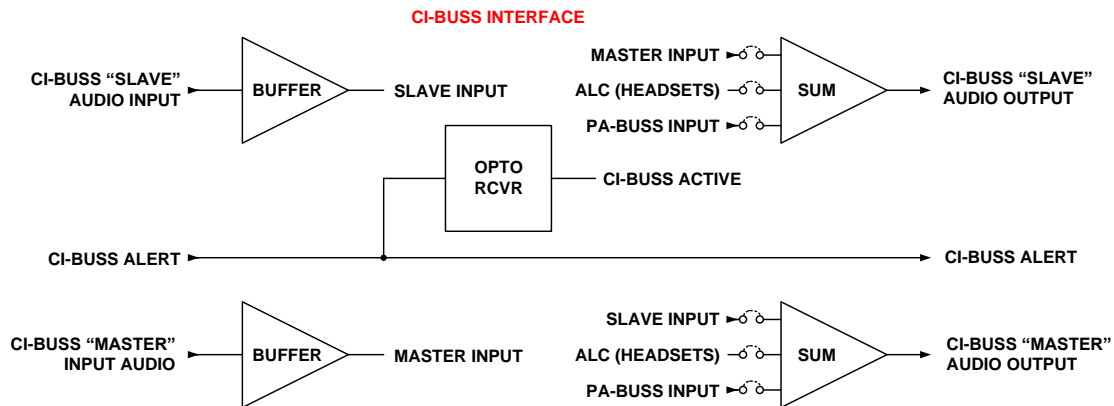 CI-BUSS INTERFACE
CI-BUSS “SLAVE”
AUDIO INPUT
BUFFER
SLAVE INPUT
MASTER INPUT
ALC (HEADSETS)
PA-BUSS INPUT
SUM
CI-BUSS “SLAVE”
AUDIO OUTPUT
OPTO
RCVR
CI-BUSS ACTIVE
CI-BUSS ALERT
CI-BUSS ALERT
CI-BUSS “MASTER”
INPUT AUDIO
BUFFER
MASTER INPUT
SLAVE INPUT
ALC (HEADSETS)
PA-BUSS INPUT
SUM
CI-BUSS “MASTER”
AUDIO OUTPUT